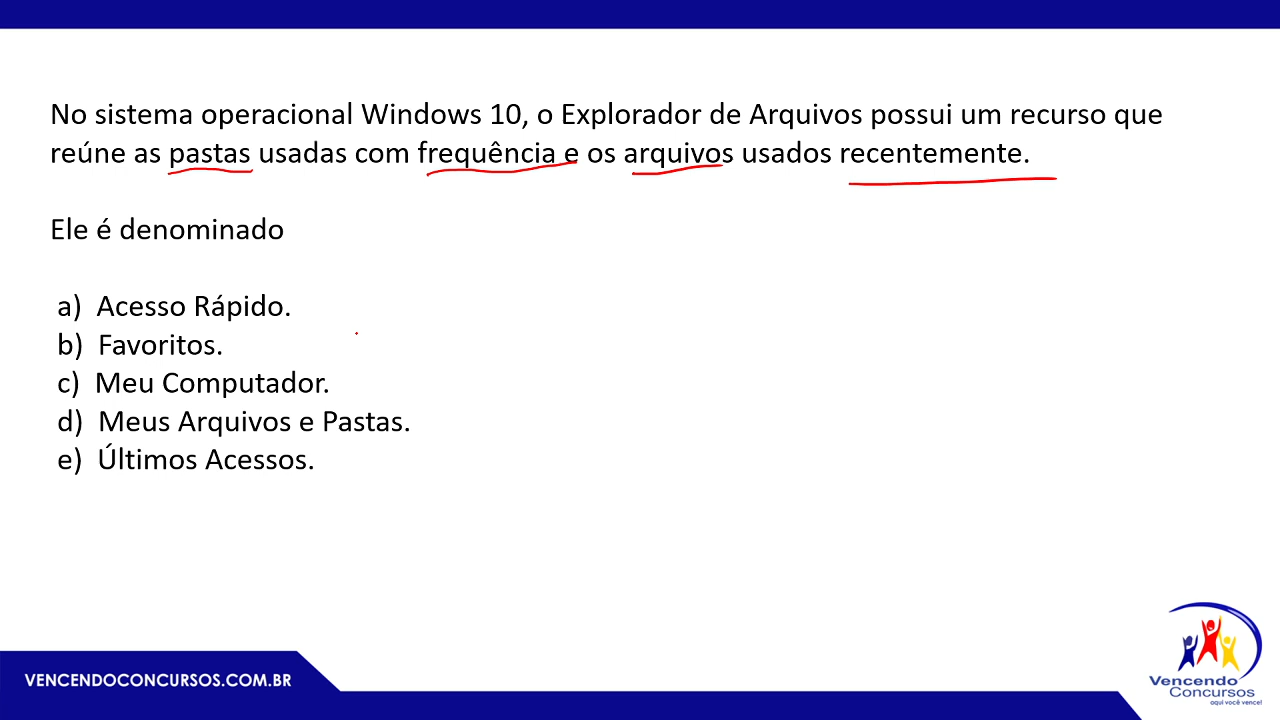 No sistema operacional Windows 10, o Explorador de Arquivos possui um recurso que
reúne as pastas usadas com frequência e os arquivos usados recentemente.
Ele é denominado
a) Acesso Rápido.
b) Favoritos.
c) Meu Computador.
d) Meus Arquivos e Pastas.
e) Últimos Acessos.
VENCENDOCONCURSOS.COM.BR
Vencendo
Concursos
aqui você vence!